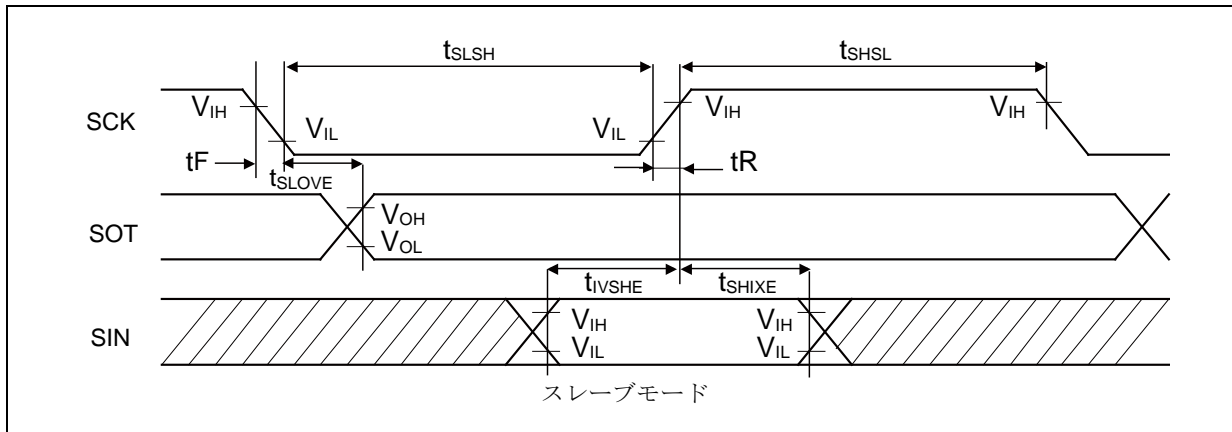 tSLSH
tSHSL
SCK
VIH
VIL
VIL
VIH
VIH
tF
tSLOVE
tR
SOT
VOH
VOL
tIVSHE
tSHIXE
SIN
VIH
VIL
VIH
VIL
スレーブモード